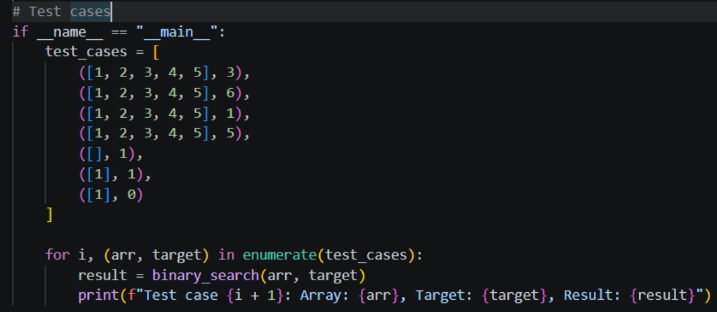 # Test cases
if __name__ == "__main__":
    test_cases = [
        ([1, 2, 3, 4, 5], 3),
        ([1, 2, 3, 4, 5], 6),
        ([1, 2, 3, 4, 5], 1),
        ([1, 2, 3, 4, 5], 5),
        ([], 1),
        ([1], 1),
        ([1], 0)
    ]
    for i, (arr, target) in enumerate(test_cases):
        result = binary_search(arr, target)
        print(f"Test case {i + 1}: Array: {arr}, Target: {target}, Result: {result}")